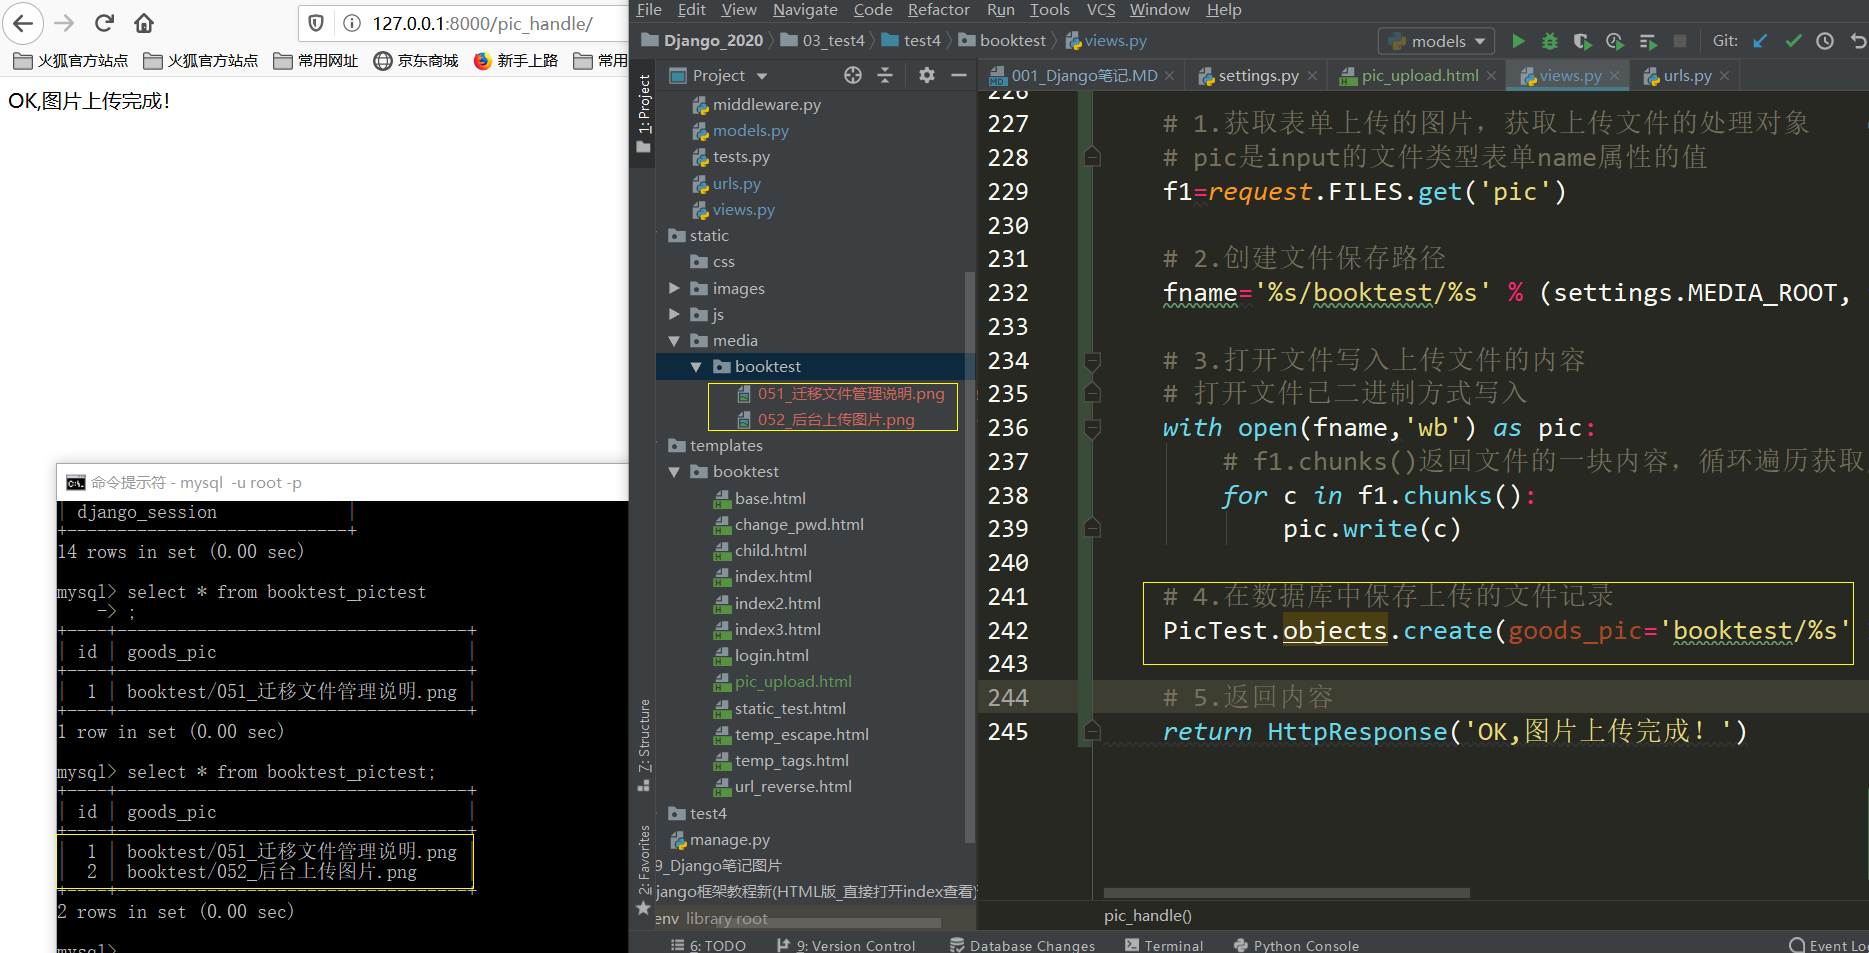 127.0.0.1:8000/pic_handle/
火狐官方站点 火狐官方站点 常用网址 京东商城 新手上路 常用
OK,图片上传完成!
命令提示符 - mysql  -u root -p
| django_session |
14 rows in set (0.00 sec)
mysql> select * from booktest_pictest
-> ;
| id | goods_pic |
| 1 | booktest/051_迁移文件管理说明.png |
1 row in set (0.00 sec)
mysql> select * from booktest_pictest;
| id | goods_pic |
| 1 | booktest/051_迁移文件管理说明.png
| 2 | booktest/052_后台上传图片.png
2 rows in set (0.00 sec)
mysql>
File Edit View Navigate Code Refactor Run Tools VCS Window Help
Django_2020 03_test4 test4 booktest views.py models Git:
1: Project
Z: Structure
2: Favorites
Project
middleware.py
models.py
tests.py
urls.py
views.py
static
css
images
js
media
booktest
051_迁移文件管理说明.png
052_后台上传图片.png
templates
booktest
base.html
change_pwd.html
child.html
index.html
index2.html
index3.html
login.html
pic_upload.html
static_test.html
temp_escape.html
temp_tags.html
url_reverse.html
test4
manage.py
9_Django笔记图片
jango框架教程新(HTML版_直接打开index查看)
env library root
001_Django笔记.MD settings.py pic_upload.html views.py urls.py
226
227 # 1.获取表单上传的图片，获取上传文件的处理对象
228 # pic是input的文件类型表单name属性的值
229 f1=request.FILES.get('pic')
230
231 # 2.创建文件保存路径
232 fname='%s/booktest/%s' % (settings.MEDIA_ROOT,
233
234 # 3.打开文件写入上传文件的内容
235 # 打开文件已二进制方式写入
236 with open(fname,'wb') as pic:
237 # f1.chunks()返回文件的一块内容，循环遍历获取
238 for c in f1.chunks():
239 pic.write(c)
240
241 # 4.在数据库中保存上传的文件记录
242 PicTest.objects.create(goods_pic='booktest/%s'
243
244 # 5.返回内容
245 return HttpResponse('OK,图片上传完成！')
pic_handle()
6: TODO 9: Version Control Database Changes Terminal Python Console Event Lo